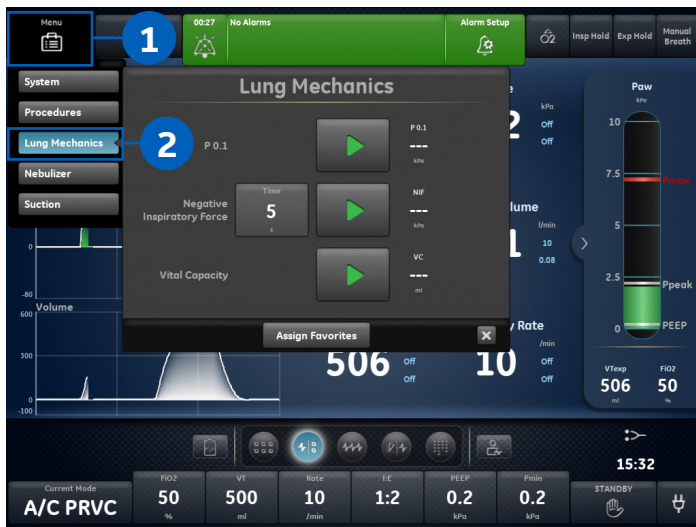 Menu
1
00:27
No Alarms
Alarm Setup
O2
Insp Hold
Exp Hold
Manual Breath
System
Procedures
Lung Mechanics
2
Nebulizer
Suction
Lung Mechanics
P 0.1
P 0.1
---
kPa
Negative
Inspiratory Force
Time
5
s
NIF
---
kPa
Vital Capacity
VC
---
ml
Assign Favorites
kPa
Off
Off
l/min
10
0.08
Rate
/min
Off
Off
10
506
Off
Off
0
-80
Volume
600
300
0
-100
Paw
kPa
10
7.5
Pmax
5
2.5
Ppeak
0
PEEP
VTexp
506
ml
FiO2
50
%
15:32
Current Mode
A/C PRVC
FiO2
50
%
VT
500
ml
Rate
10
/min
I:E
1:2
PEEP
0.2
kPa
Pmin
0.2
kPa
STANDBY